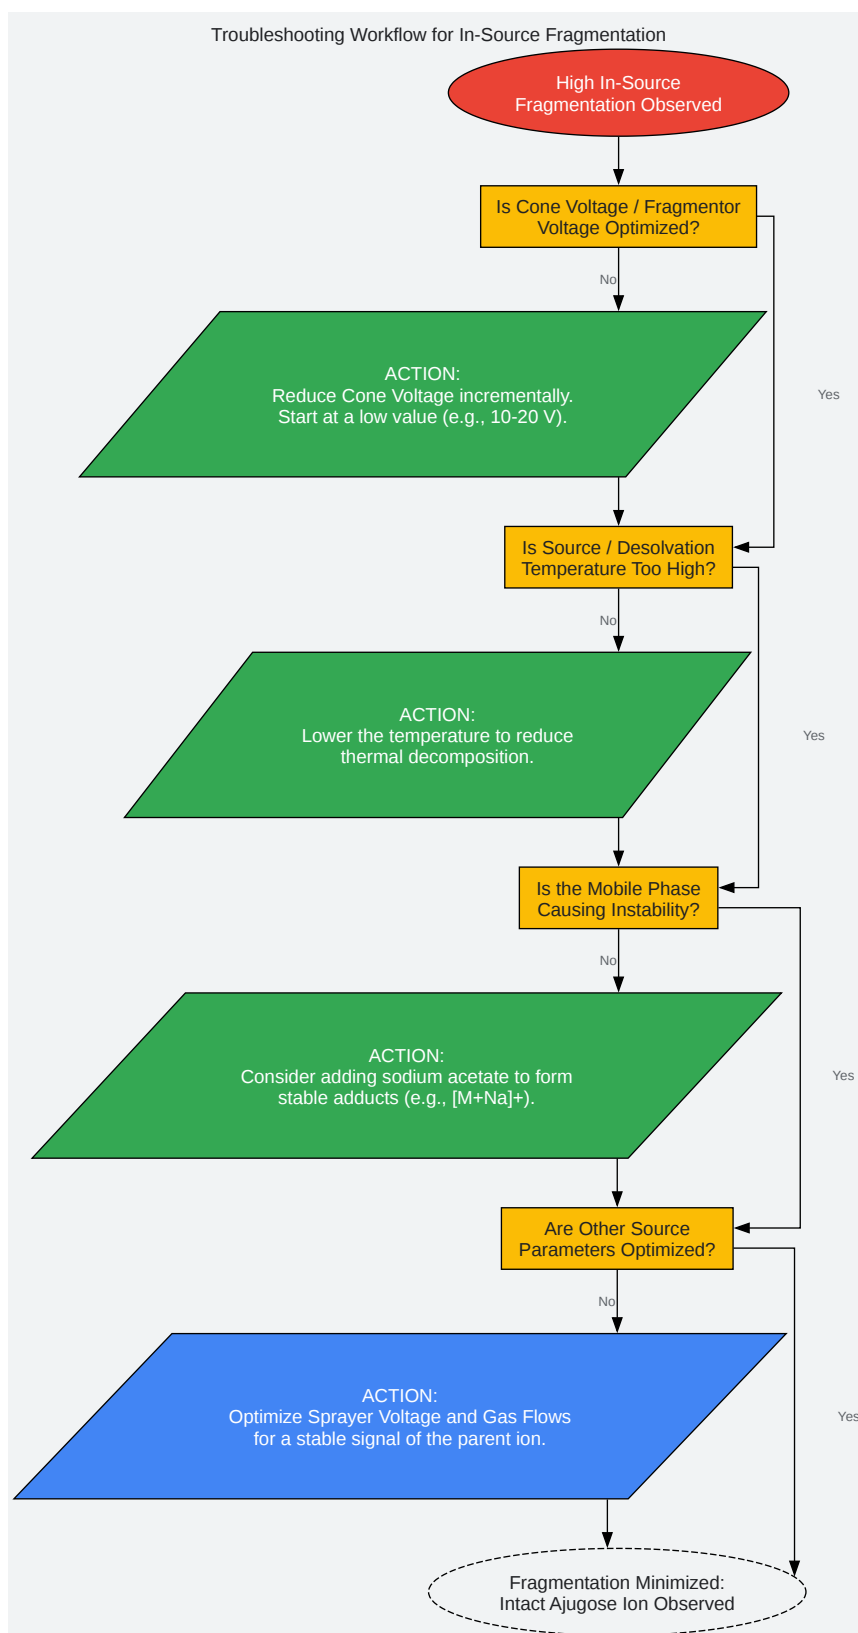 Troubleshooting Workflow for In-Source Fragmentation
High In-Source
Fragmentation Observed
Is Cone Voltage / Fragmentor
Voltage Optimized?
No
Yes
ACTION:
Reduce Cone Voltage incrementally.
Start at a low value (e.g., 10-20 V).
Is Source / Desolvation
Temperature Too High?
No
Yes
ACTION:
Lower the temperature to reduce
thermal decomposition.
Is the Mobile Phase
Causing Instability?
No
Yes
ACTION:
Consider adding sodium acetate to form
stable adducts (e.g., [M+Na]+).
Are Other Source
Parameters Optimized?
No
Yes
ACTION:
Optimize Sprayer Voltage and Gas Flows
for a stable signal of the parent ion.
Fragmentation Minimized:
Intact Ajugose Ion Observed